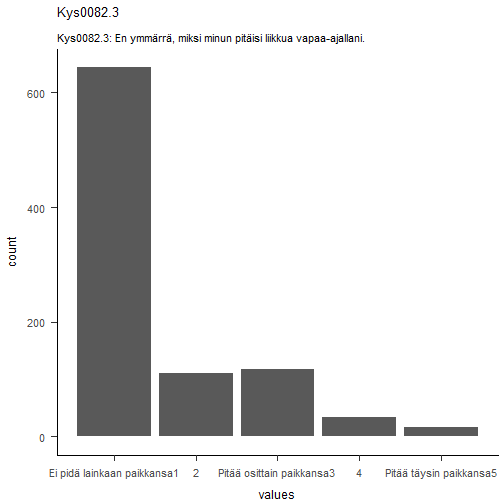 Kys0082.3
Kys0082.3: En ymmärrä, miksi minun pitäisi liikkua vapaa-ajallani.
600
400
200
0
count
Ei pidä lainkaan paikkansa1 2 Pitää osittain paikkansa3 4 Pitää täysin paikkansa5
values